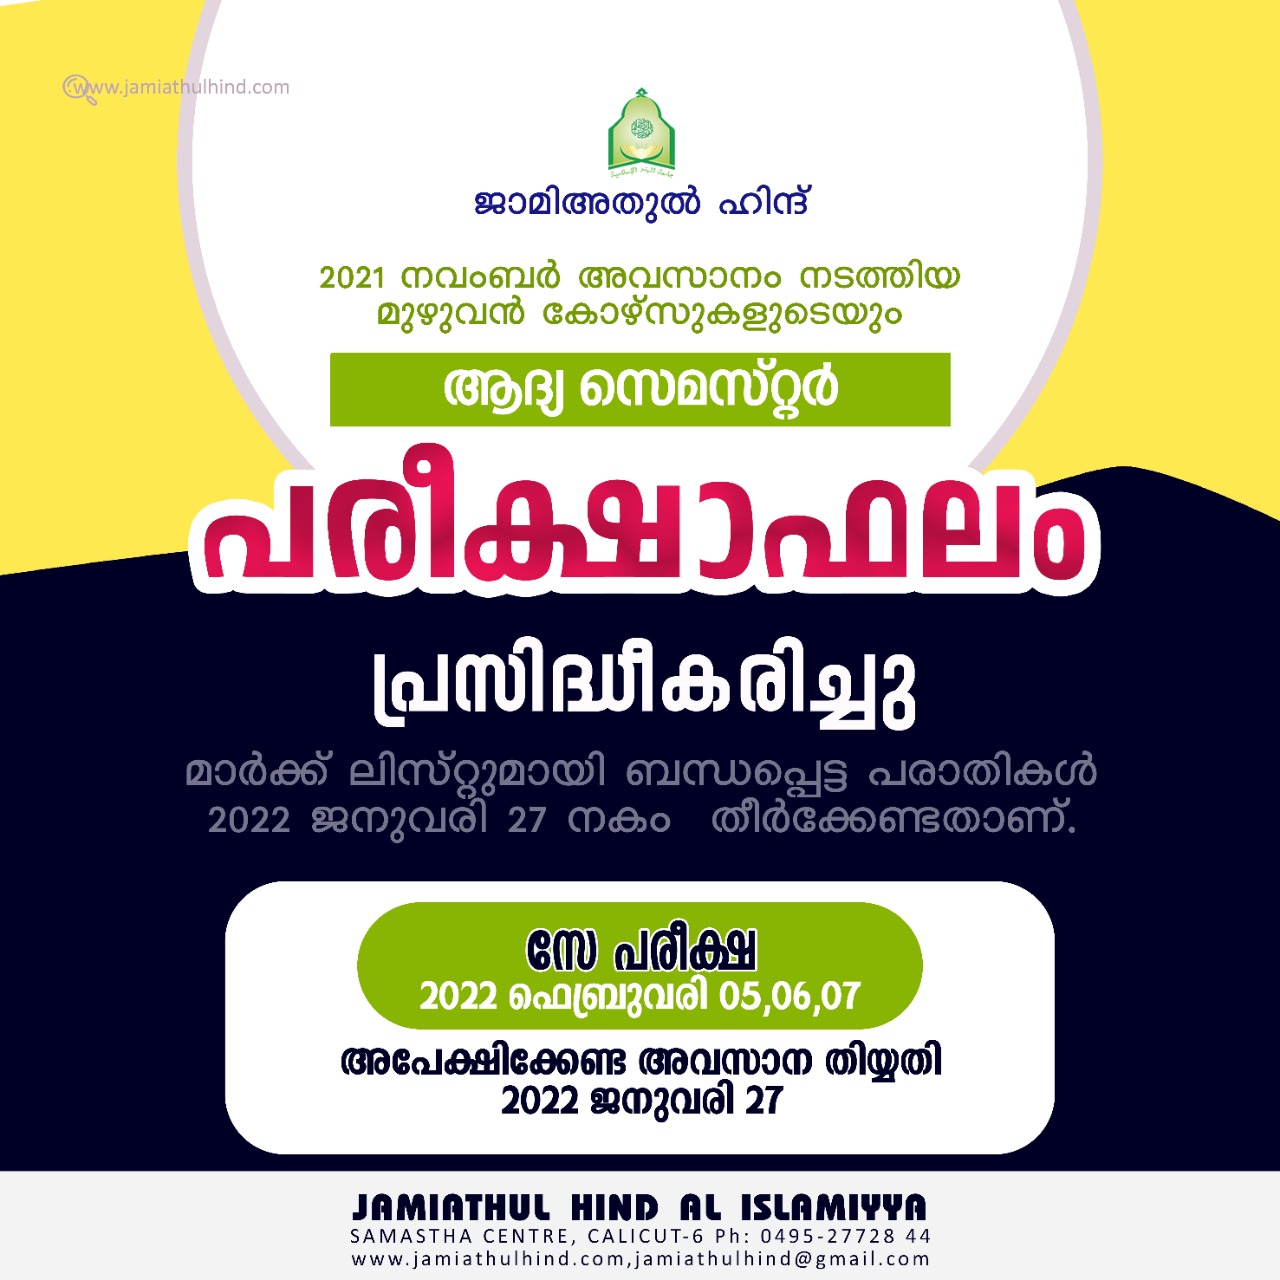 www.jamiathulhind.com
ജാമിഅതുൽ ഹിന്ദ്
2021 നവംബർ അവസാനം നടത്തിയ
മുഴുവൻ കോഴ്സുകളുടെയും
ആദ്യ സെമസ്റ്റർ
പരീക്ഷാഫലം
പ്രസിദ്ധീകരിച്ചു
മാർക്ക് ലിസ്റ്റുമായി ബന്ധപ്പെട്ട പരാതികൾ
2022 ജനുവരി 27 നകം തീർക്കേണ്ടതാണ്.
സേ പരീക്ഷ
2022 ഫെബ്രുവരി 05,06,07
അപേക്ഷിക്കേണ്ട അവസാന തിയ്യതി
2022 ജനുവരി 27
JAMIATHUL HIND AL ISLAMIYYA
SAMASTHA CENTRE, CALICUT-6 Ph: 0495-27728 44
www.jamiathulhind.com,jamiathulhind@gmail.com